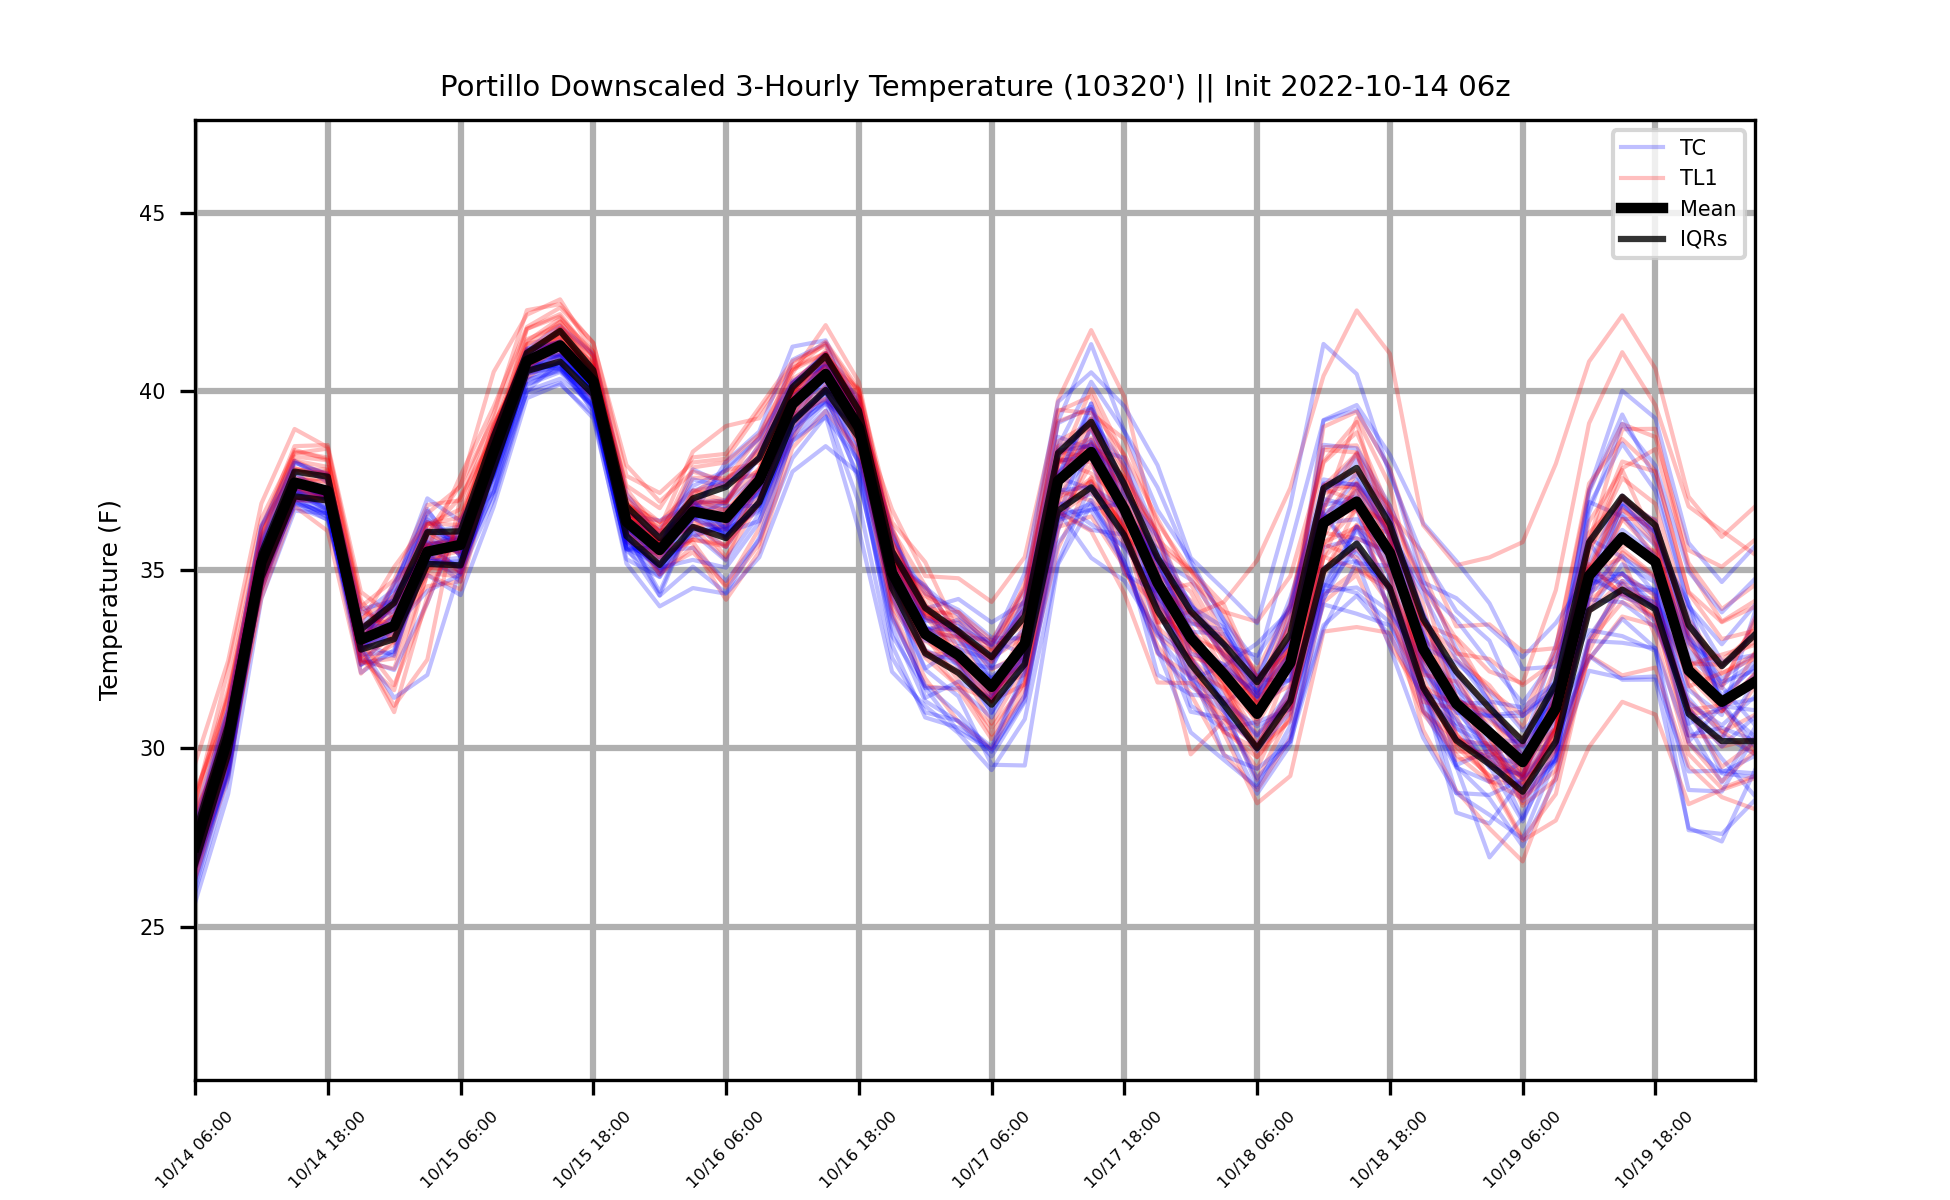 Portillo Downscaled 3-Hourly Temperature (10320') || Init 2022-10-14 06z
TC
TL1
Mean
IQRs
Temperature (F)
45
40
35
30
25
10/14 06:00
10/14 18:00
10/15 06:00
10/15 18:00
10/16 06:00
10/16 18:00
10/17 06:00
10/17 18:00
10/18 06:00
10/18 18:00
10/19 06:00
10/19 18:00